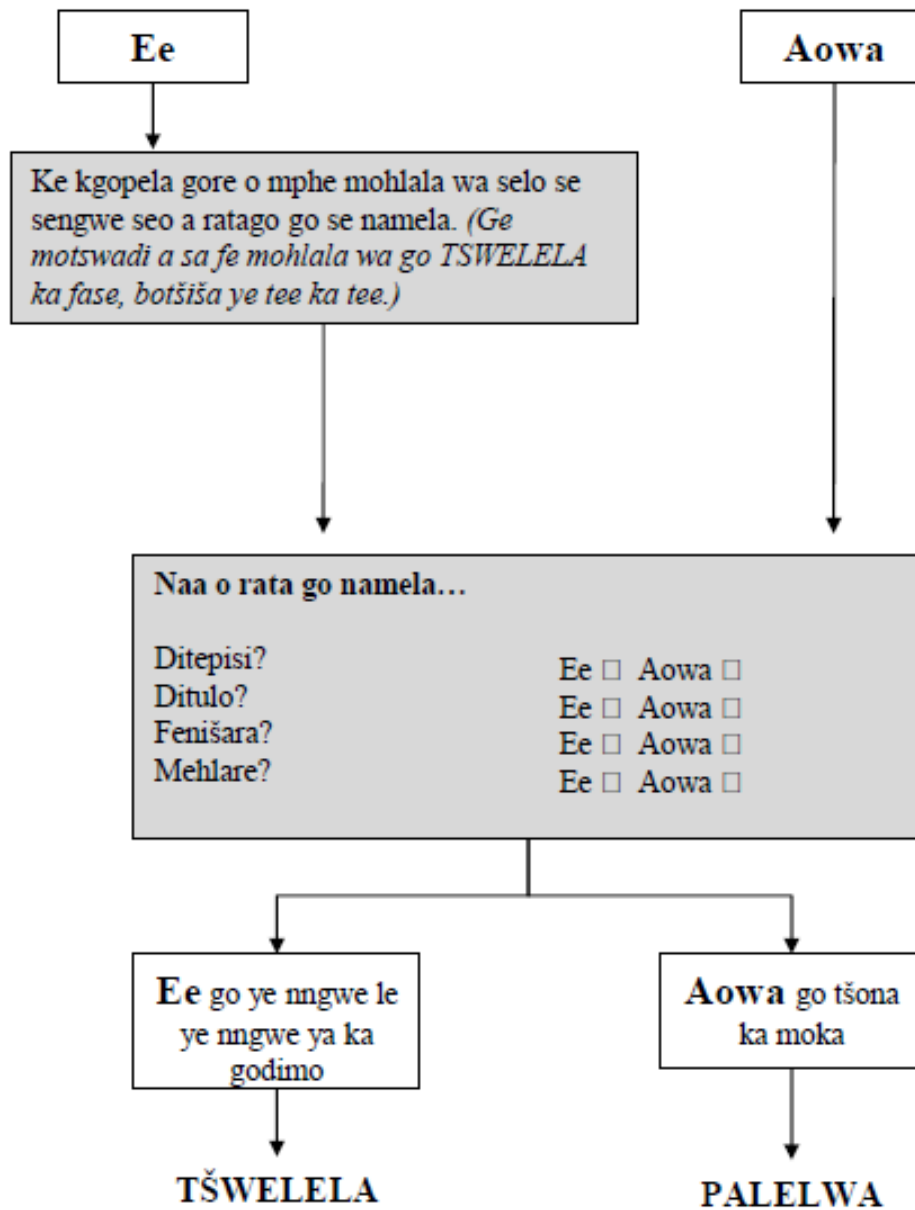 Ee
Aowa
Ke kgopela gore o mphe mohlala wa selo se
sengwe seo a ratago go se namela. (Ge
motswadi a sa fe mohlala wa go TSWELELA
ka fase, botšiša ye tee ka tee.)
Naa o rata go namela…
Ditepisi? Ee □ Aowa □
Ditulo? Ee □ Aowa □
Fenišara? Ee □ Aowa □
Mehlare? Ee □ Aowa □
Ee go ye nngwe le
ye nngwe ya ka
godimo
Aowa go tšona
ka moka
TŠWELELA
PALELWA